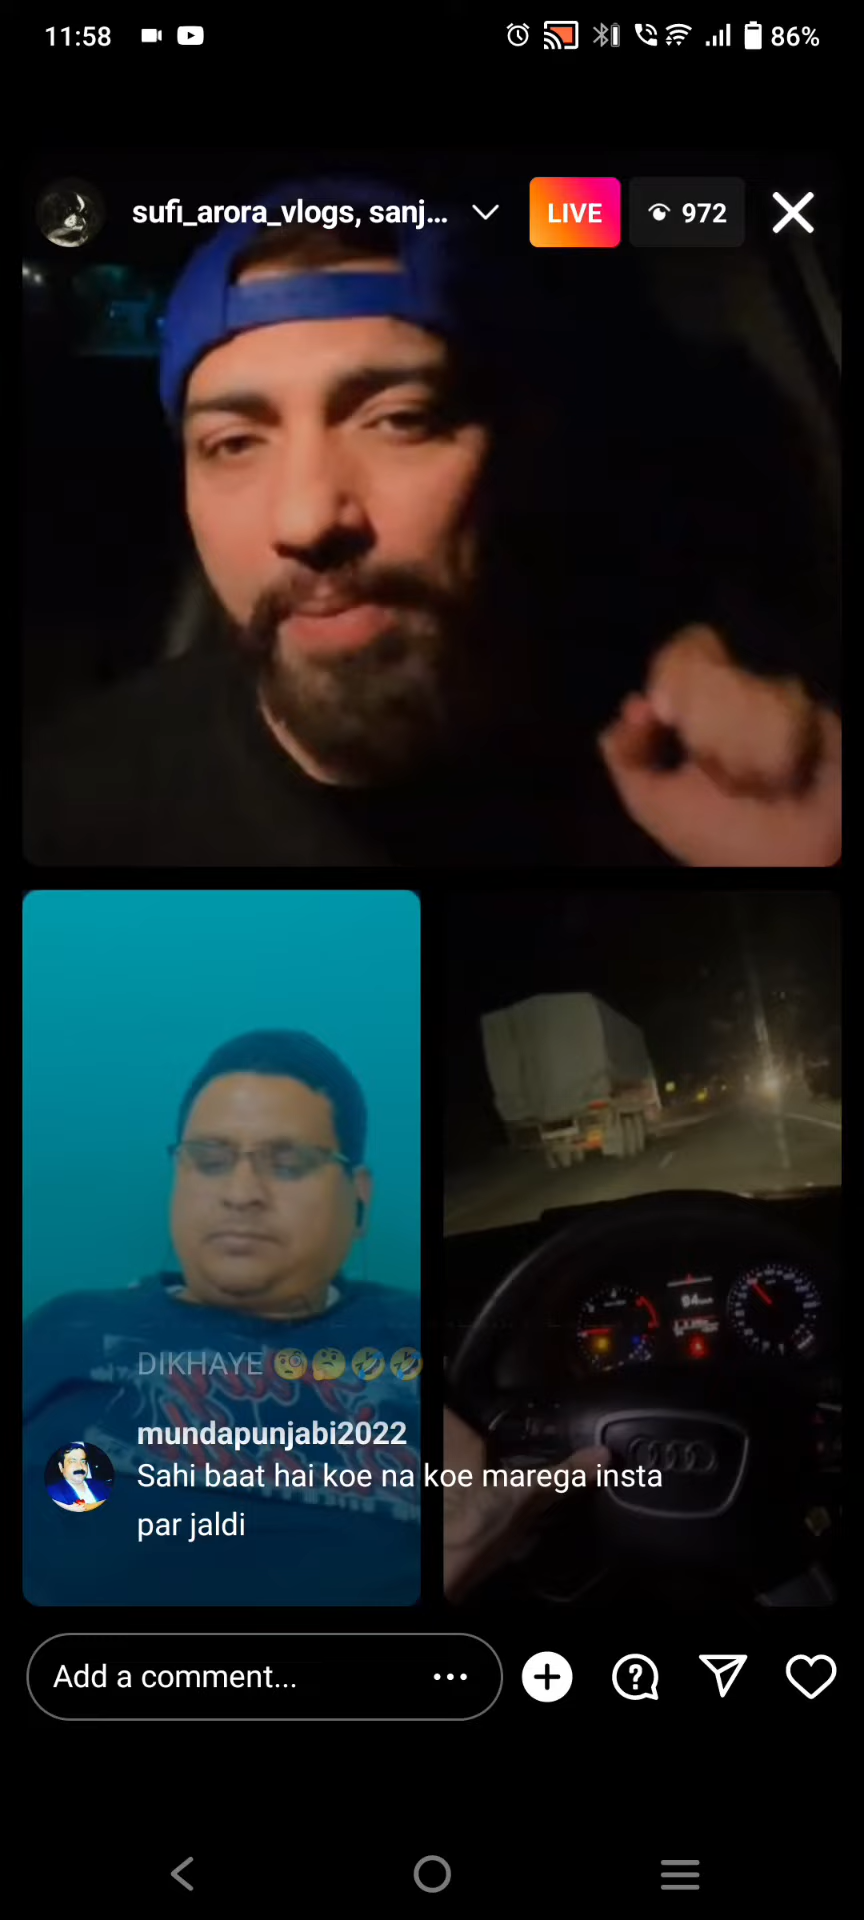 11:58
86%
sufi_arora_vlogs, sanj...
LIVE
972
DIKHAYE 🧐🤔🤣🤣
mundapunjabi2022
Sahi baat hai koe na koe marega insta
par jaldi
Add a comment...